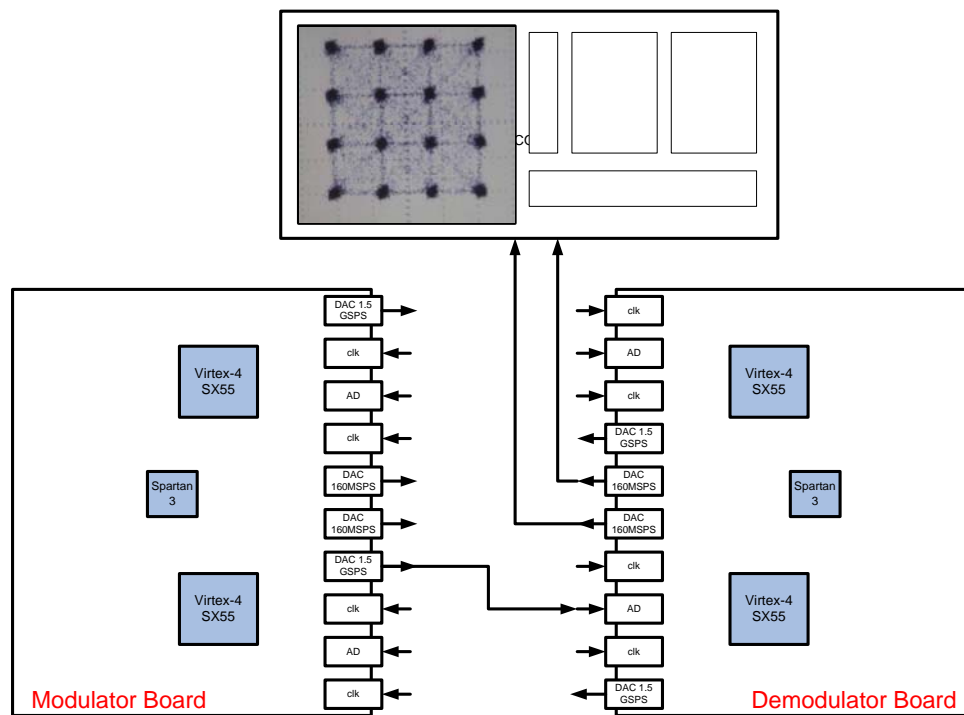 CC
DAC 1.5
GSPS
clk
AD
clk
DAC
160MSPS
DAC
160MSPS
DAC 1.5
GSPS
clk
AD
clk
Virtex-4
SX55
Spartan
3
Virtex-4
SX55
Modulator Board
clk
AD
clk
DAC 1.5
GSPS
DAC
160MSPS
DAC
160MSPS
clk
AD
clk
DAC 1.5
GSPS
Virtex-4
SX55
Spartan
3
Virtex-4
SX55
Demodulator Board